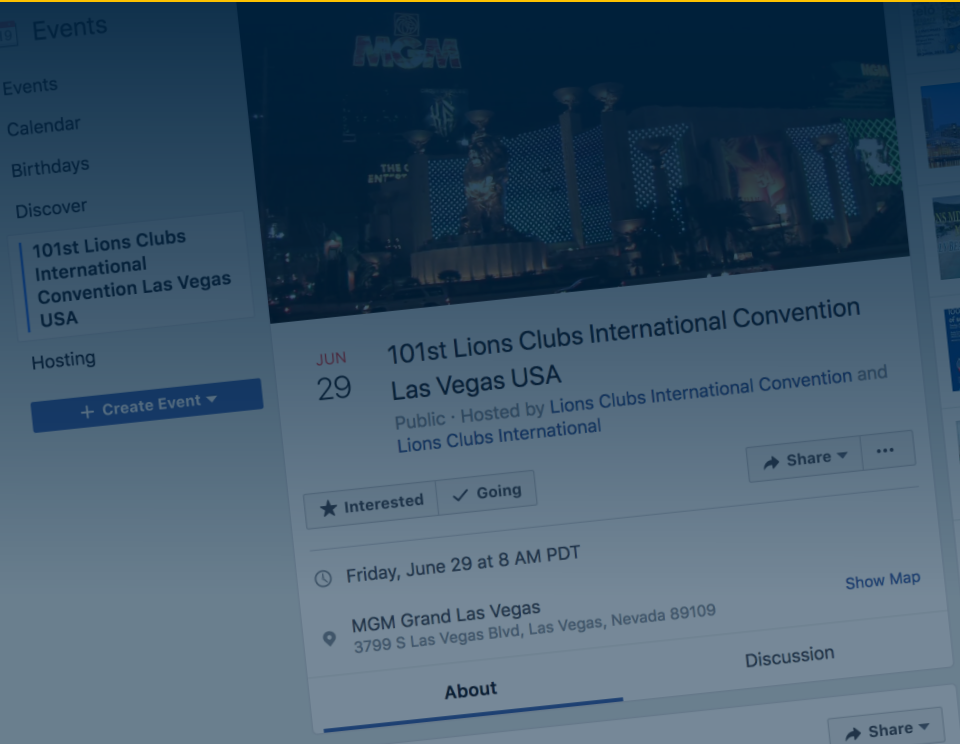 19
Events
Events
Calendar
Birthdays
Discover
101st Lions Clubs
International
Convention Las Vegas
USA
Hosting
+ Create Event
MGM
MGM
THE
JUN
29
101st Lions Clubs International Convention
Las Vegas USA
Public · Hosted by Lions Clubs International Convention and
Lions Clubs International
Interested
Going
Share
...
Friday, June 29 at 8 AM PDT
MGM Grand Las Vegas
3799 S Las Vegas Blvd, Las Vegas, Nevada 89109
Show Map
About
Discussion
Share